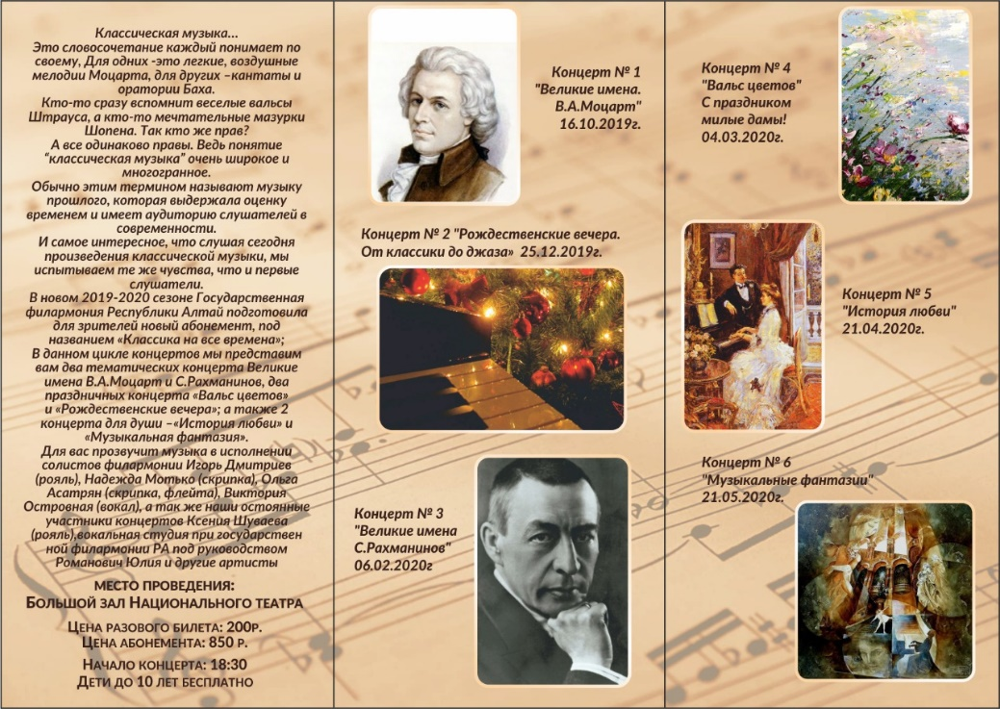 Классическая музыка...
Это словосочетание каждый понимает по
своему, Для одних -это легкие, воздушные
мелодии Моцарта, для других –кантаты и
оратории Баха.
Кто-то сразу вспомнит веселые вальсы
Штрауса, а кто-то мечтательные мазурки
Шопена. Так кто же прав?
А все одинаково правы. Ведь понятие
“классическая музыка” очень широкое и
многогранное.
Обычно этим термином называют музыку
прошлого, которая выдержала оценку
временем и имеет аудиторию слушателей в
современности.
И самое интересное, что слушая сегодня
произведения классической музыки, мы
испытываем те же чувства, что и первые
слушатели.
В новом 2019-2020 сезоне Государственная
филармония Республики Алтай подготовила
для зрителей новый абонемент, под
названием «Классика на все времена»;
В данном цикле концертов мы представим
вам два тематических концерта Великие
имена В.А.Моцарт и С.Рахманинов, два
праздничных концерта «Вальс цветов»
и «Рождественские вечера»; а также 2
концерта для души –«История любви» и
«Музыкальная фантазия».
Для вас прозвучит музыка в исполнении
солистов филармонии Игорь Дмитриев
(рояль), Надежда Мотько (скрипка), Ольга
Асатрян (скрипка, флейта), Виктория
Островная (вокал), а так же наши остоянные
участники концертов Ксения Шуваева
(рояль),вокальная студия при государствен
ной филармонии РА под руководством
Романович Юлия и другие артисты
МЕСТО ПРОВЕДЕНИЯ:
БОЛЬШОЙ ЗАЛ НАЦИОНАЛЬНОГО ТЕАТРА
ЦЕНА РАЗОВОГО БИЛЕТА: 200Р.
ЦЕНА АБОНЕМЕНТА: 850 Р.
НАЧАЛО КОНЦЕРТА: 18:30
ДЕТИ ДО 10 ЛЕТ БЕСПЛАТНО
Концерт № 1
"Великие имена.
В.А.Моцарт"
16.10.2019г.
Концерт № 2 "Рождественские вечера.
От классики до джаза» 25.12.2019г.
Концерт № 3
"Великие имена
С.Рахманинов"
06.02.2020г
Концерт № 4
"Вальс цветов"
С праздником
милые дамы!
04.03.2020г.
Концерт № 5
"История любви"
21.04.2020г.
Концерт № 6
"Музыкальные фантазии"
21.05.2020г.